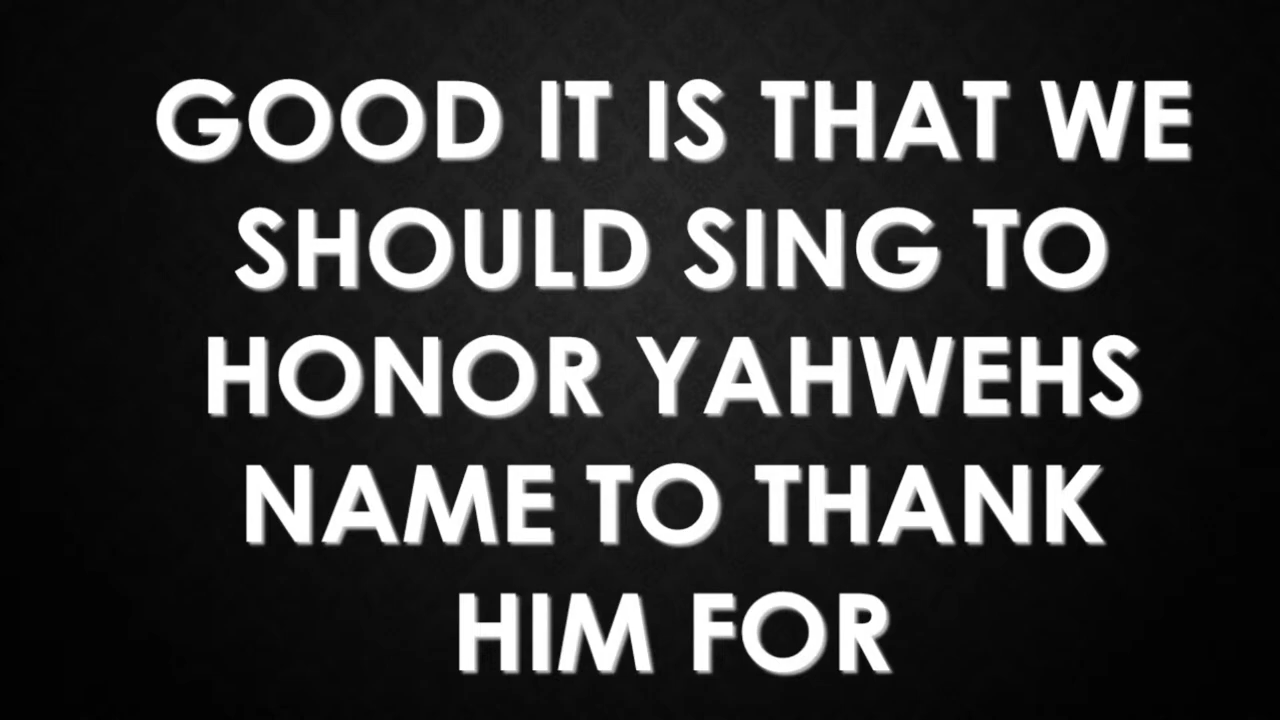 GOOD IT IS THAT WE
SHOULD SING TO
HONOR YAHWEHS
NAME TO THANK
HIM FOR